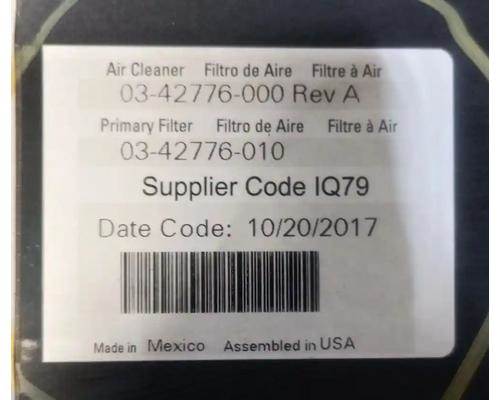 Air Cleaner Filtro de Aire Filtre à Air
03-42776-000 Rev A
Primary Filter Filtro de Aire Filtre à Air
03-42776-010
Supplier Code IQ79
Date Code: 10/20/2017
Made in Mexico Assembled in USA